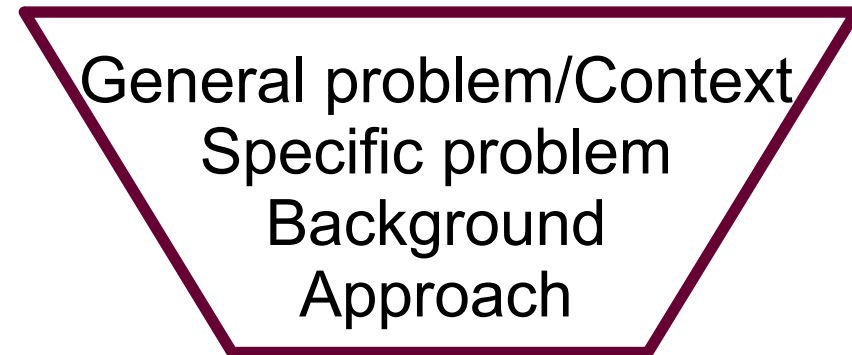 General problem/Context
Specific problem
Background
Approach